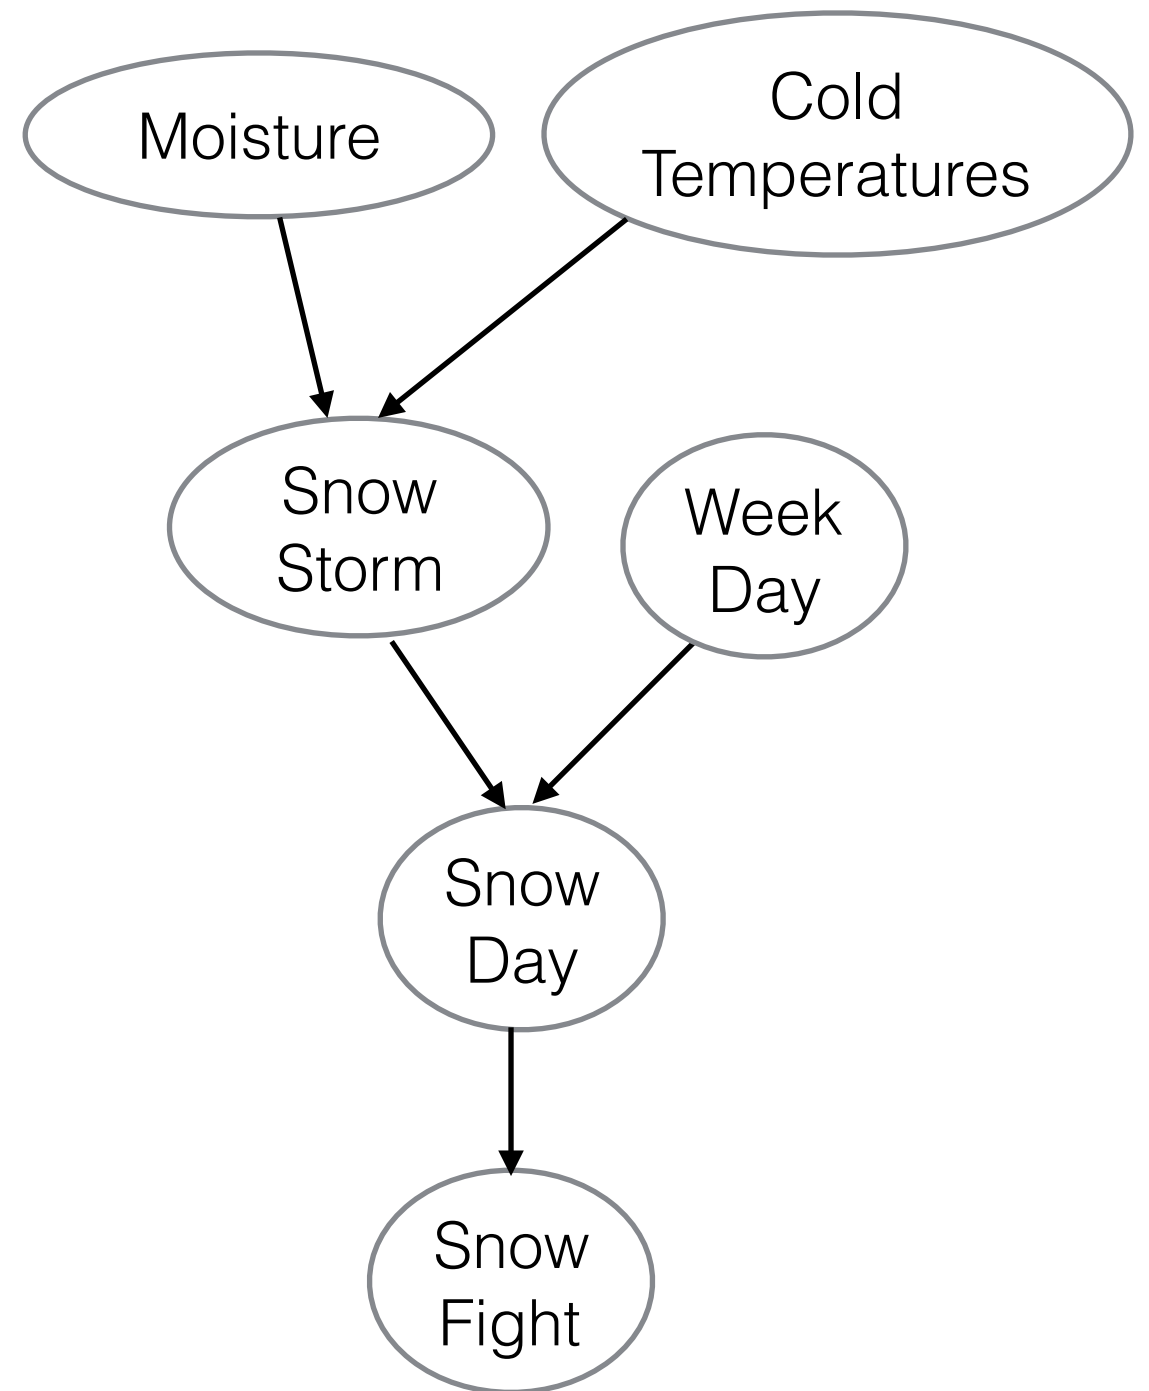 Moisture
Cold
Temperatures
Snow
Storm
Week
Day
Snow
Day
Snow
Fight